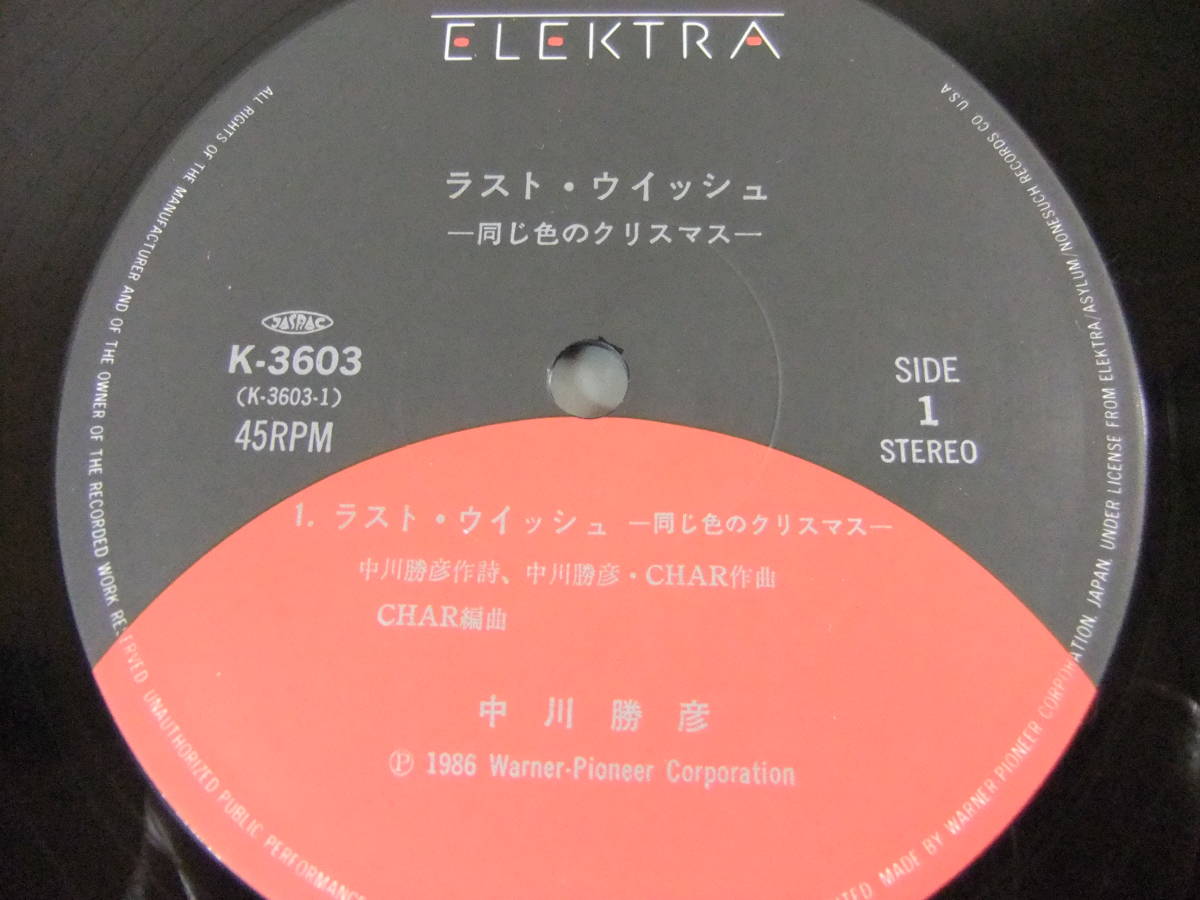 ELEKTRA
ラスト・ウイッシュ
—同じ色のクリスマス—
JASRAC
K-3603
(K-3603-1)
45RPM
SIDE
1
STEREO
1. ラスト・ウイッシュ —同じ色のクリスマス—
中川勝彦作詩、中川勝彦・CHAR作曲
CHAR編曲
中川勝彦
Ⓟ 1986 Warner-Pioneer Corporation
ALL RIGHTS OF THE MANUFACTURER AND OF THE OWNER OF THE RECORDED WORK RESERVED UNAUTHORIZED PUBLIC PERFORMANC
MADE BY WARNER PIONEER CORPORATION, JAPAN, UNDER LICENSE FROM ELEKTRA/ASYLUM/NONESUCH RECORDS CO USA